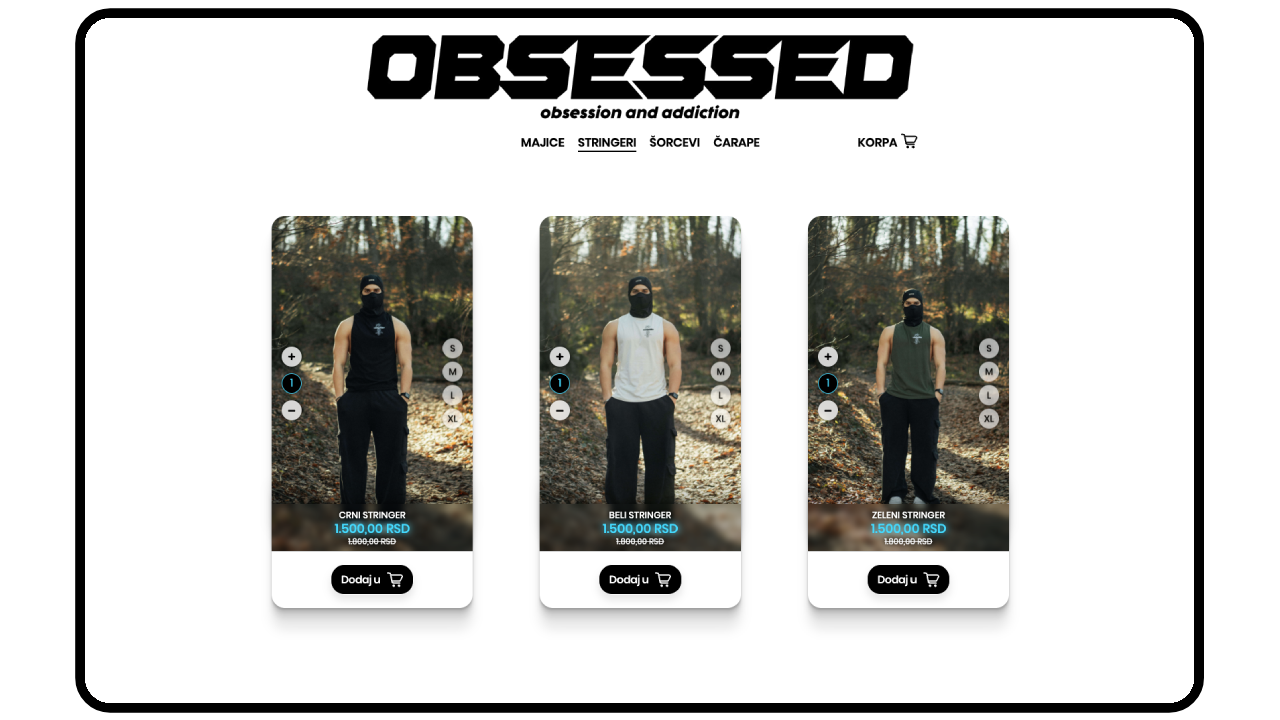 OBSESSED
obsession and addiction
MAJICE STRINGERI ŠORCEVI ČARAPE KORPA
+
1
−
S
M
L
XL
CRNI STRINGER
1.500,00 RSD
1.800,00 RSD
Dodaj u
+
1
−
S
M
L
XL
BELI STRINGER
1.500,00 RSD
1.800,00 RSD
Dodaj u
+
1
−
S
M
L
XL
ZELENI STRINGER
1.500,00 RSD
1.800,00 RSD
Dodaj u